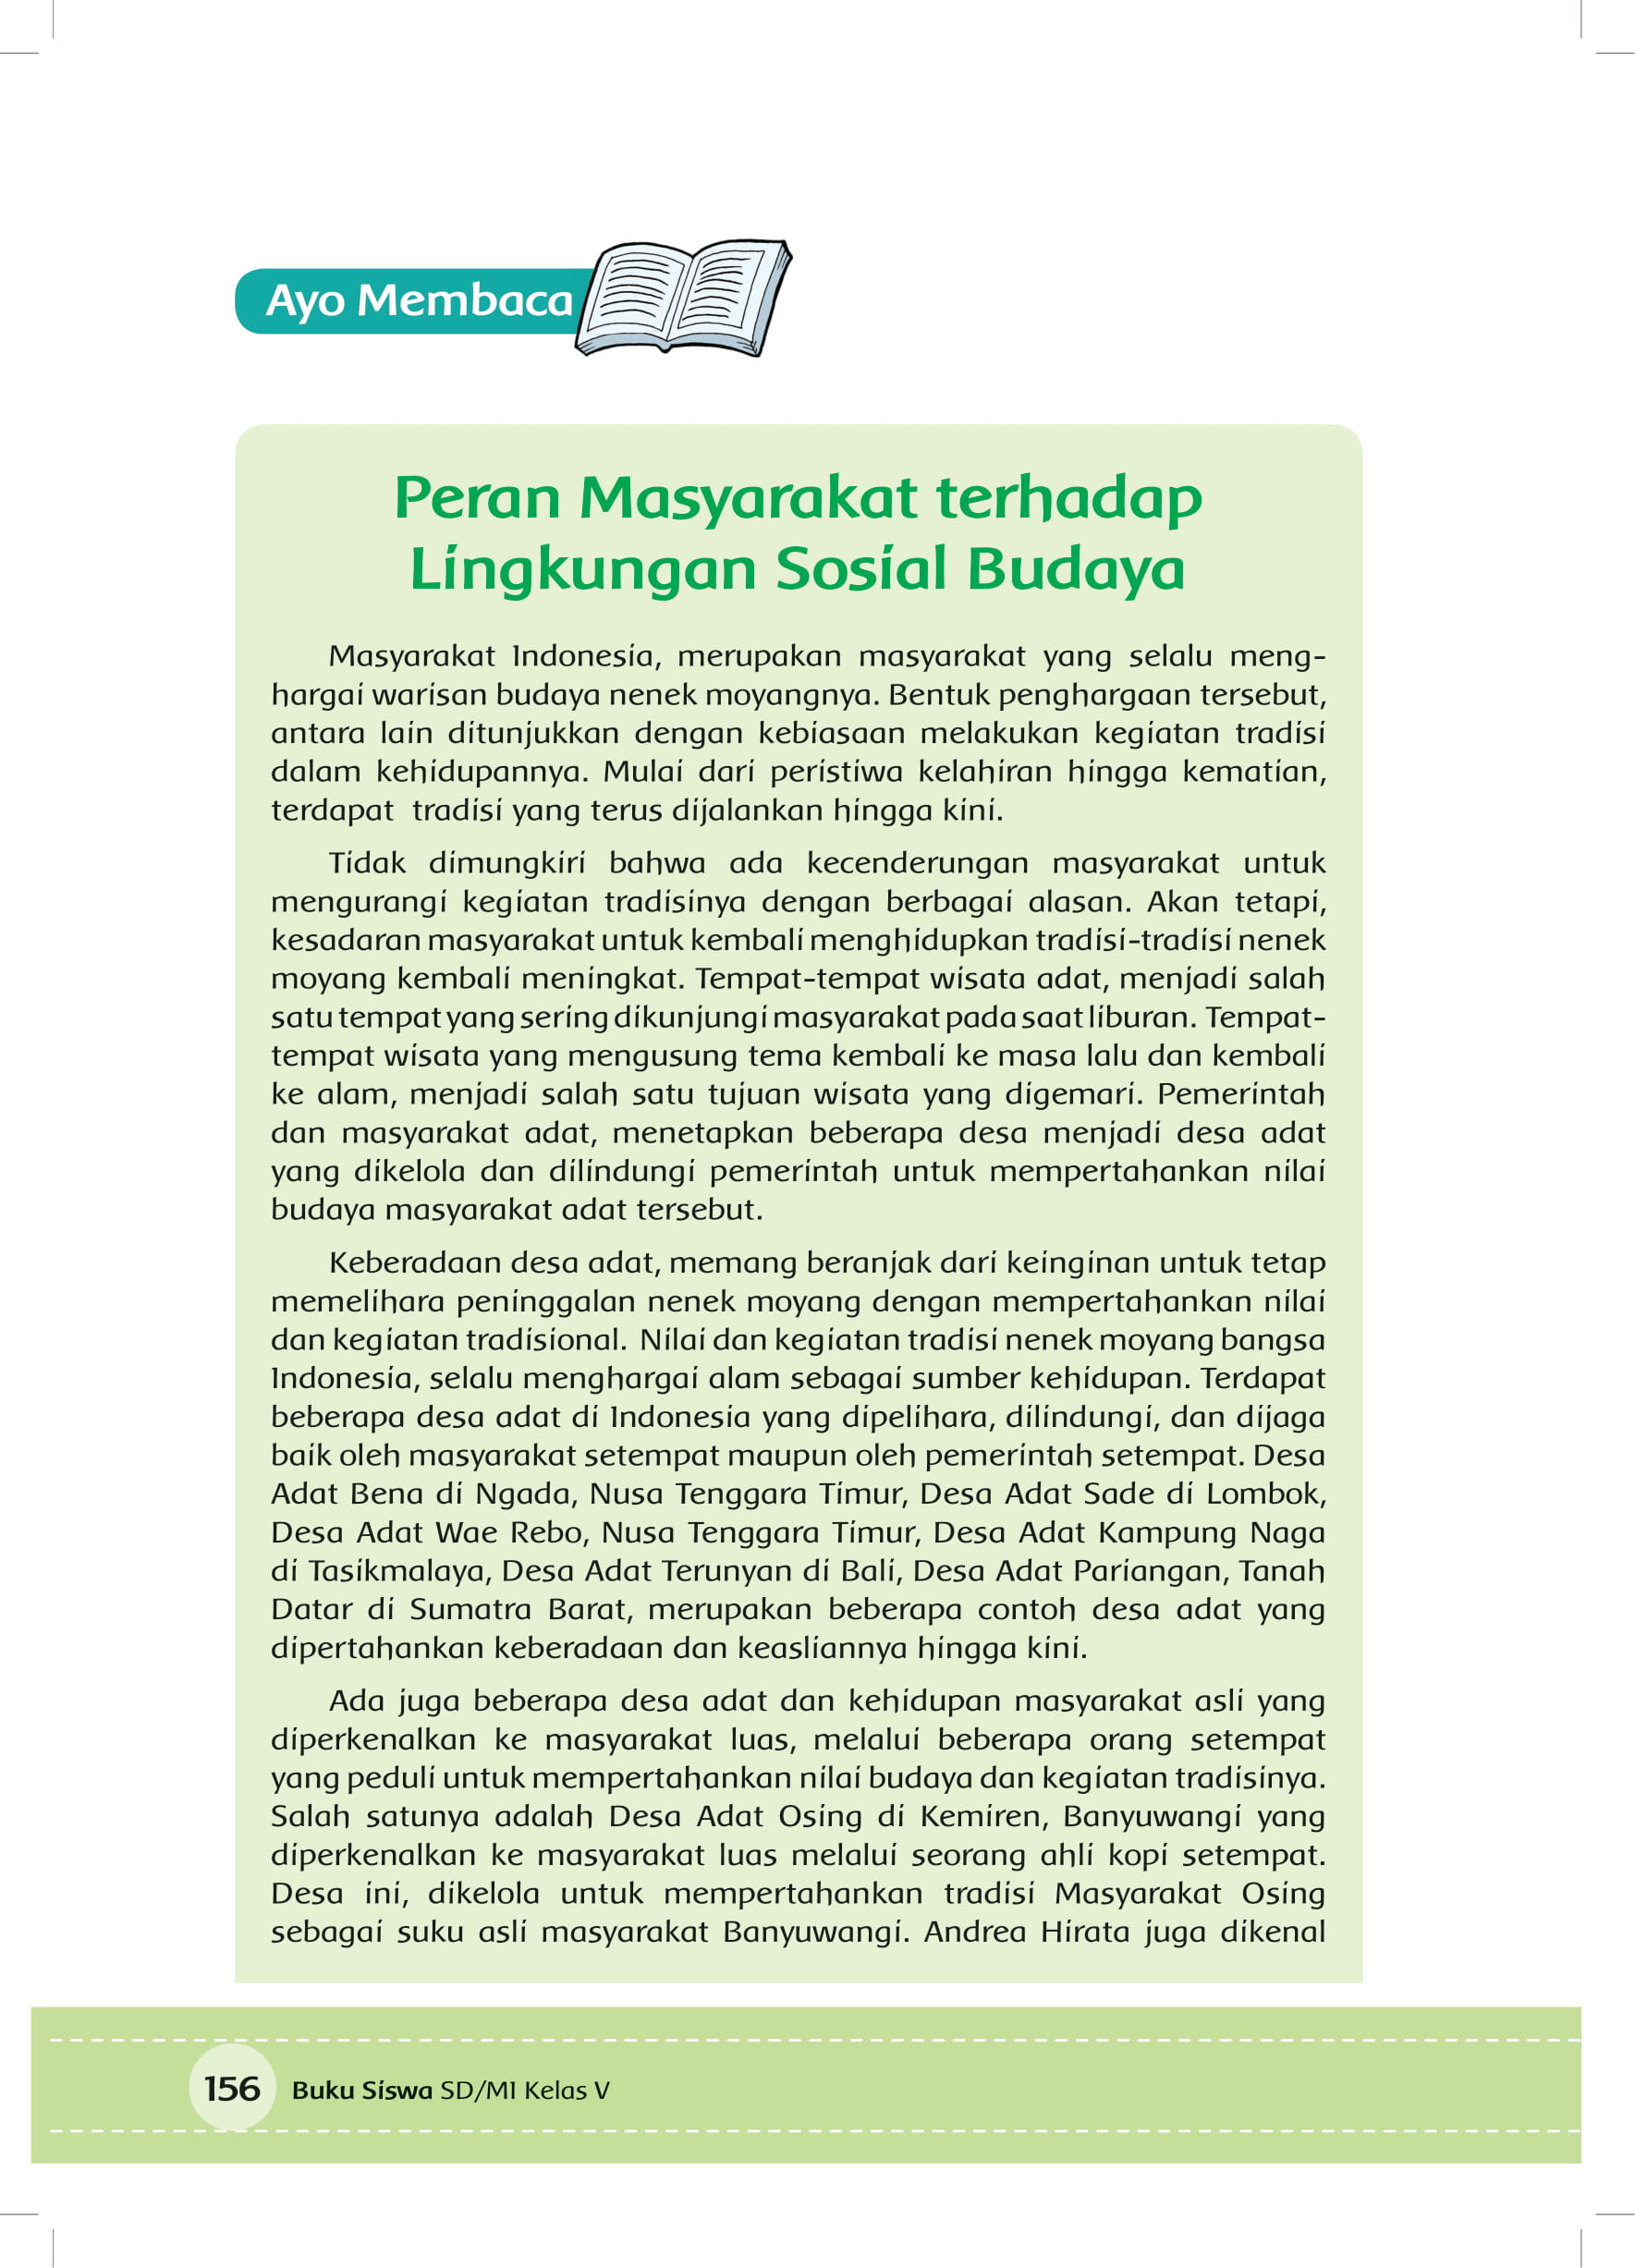 Ayo Membaca
Peran Masyarakat terhadap
Lingkungan Sosial Budaya
Masyarakat Indonesia, merupakan masyarakat yang selalu meng-
hargai warisan budaya nenek moyangnya. Bentuk penghargaan tersebut,
antara lain ditunjukkan dengan kebiasaan melakukan kegiatan tradisi
dalam kehidupannya. Mulai dari peristiwa kelahiran hingga kematian,
terdapat tradisi yang terus dijalankan hingga kini.
Tidak dimungkiri bahwa ada kecenderungan masyarakat untuk
mengurangi kegiatan tradisinya dengan berbagai alasan. Akan tetapi,
kesadaran masyarakat untuk kembali menghidupkan tradisi-tradisi nenek
moyang kembali meningkat. Tempat-tempat wisata adat, menjadi salah
satu tempat yang sering dikunjungi masyarakat pada saat liburan. Tempat-
tempat wisata yang mengusung tema kembali ke masa lalu dan kembali
ke alam, menjadi salah satu tujuan wisata yang digemari. Pemerintah
dan masyarakat adat, menetapkan beberapa desa menjadi desa adat
yang dikelola dan dilindungi pemerintah untuk mempertahankan nilai
budaya masyarakat adat tersebut.
Keberadaan desa adat, memang beranjak dari keinginan untuk tetap
memelihara peninggalan nenek moyang dengan mempertahankan nilai
dan kegiatan tradisional. Nilai dan kegiatan tradisi nenek moyang bangsa
Indonesia, selalu menghargai alam sebagai sumber kehidupan. Terdapat
beberapa desa adat di Indonesia yang dipelihara, dilindungi, dan dijaga
baik oleh masyarakat setempat maupun oleh pemerintah setempat. Desa
Adat Bena di Ngada, Nusa Tenggara Timur, Desa Adat Sade di Lombok,
Desa Adat Wae Rebo, Nusa Tenggara Timur, Desa Adat Kampung Naga
di Tasikmalaya, Desa Adat Terunyan di Bali, Desa Adat Pariangan, Tanah
Datar di Sumatra Barat, merupakan beberapa contoh desa adat yang
dipertahankan keberadaan dan keasliannya hingga kini.
Ada juga beberapa desa adat dan kehidupan masyarakat asli yang
diperkenalkan ke masyarakat luas, melalui beberapa orang setempat
yang peduli untuk mempertahankan nilai budaya dan kegiatan tradisinya.
Salah satunya adalah Desa Adat Osing di Kemiren, Banyuwangi yang
diperkenalkan ke masyarakat luas melalui seorang ahli kopi setempat.
Desa ini, dikelola untuk mempertahankan tradisi Masyarakat Osing
sebagai suku asli masyarakat Banyuwangi. Andrea Hirata juga dikenal
156 Buku Siswa SD/MI Kelas V